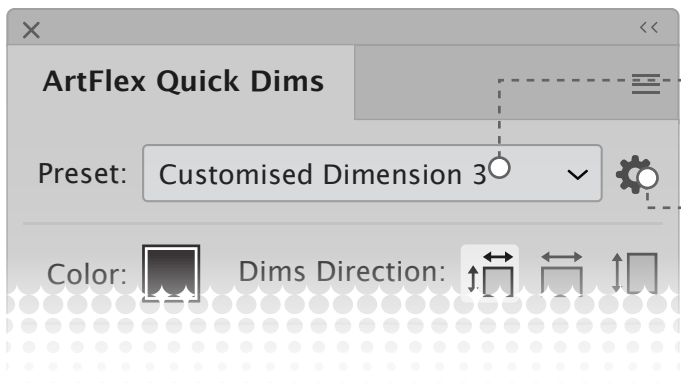 ArtFlex Quick Dims
Preset: Customised Dimension 3
Color: Dims Direction: